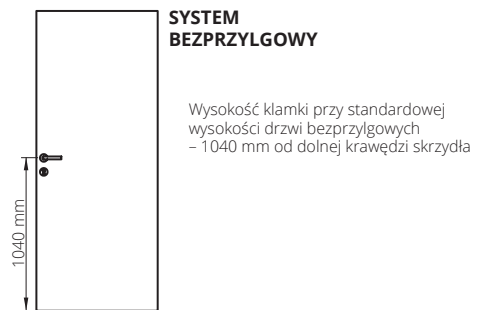 SYSTEM
BEZPRZYLGOWY
Wysokość klamki przy standardowej
wysokości drzwi bezprzylgowych
– 1040 mm od dolnej krawędzi skrzydła
1040 mm